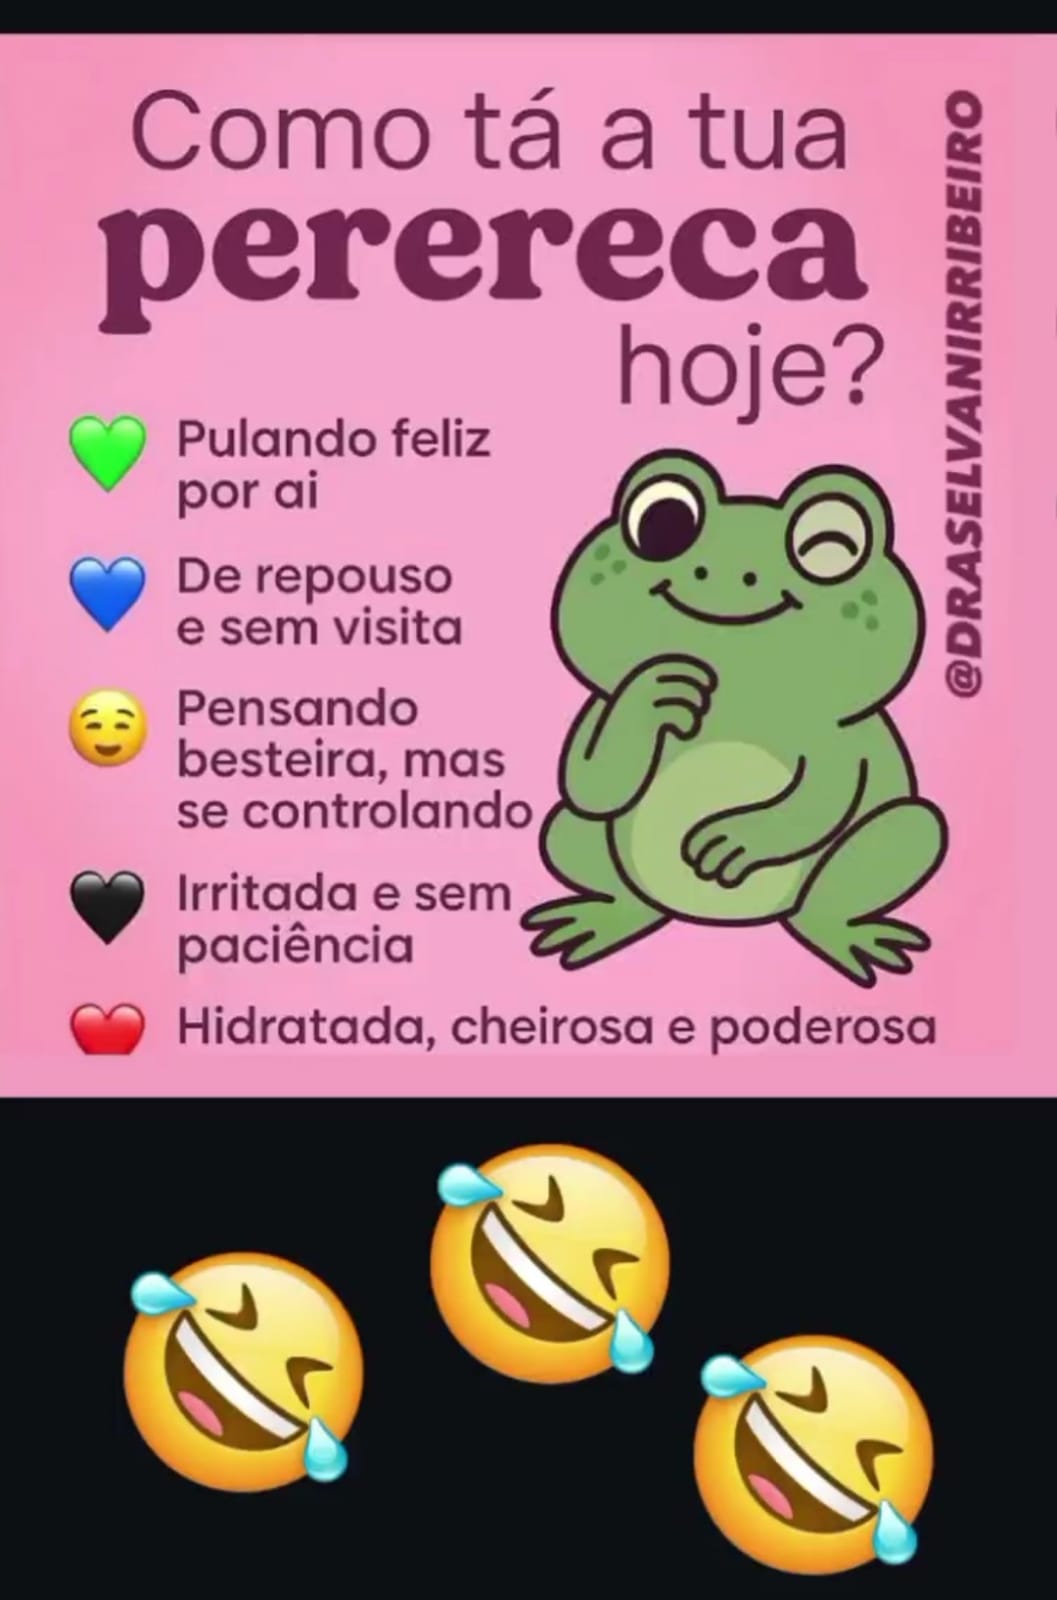 Como tá a tua
perereca
hoje?
Pulando feliz
por ai
De repouso
e sem visita
Pensando
besteira, mas
se controlando
Irritada e sem
paciência
Hidratada, cheirosa e poderosa
@DRASELVANIRRIBEIRO